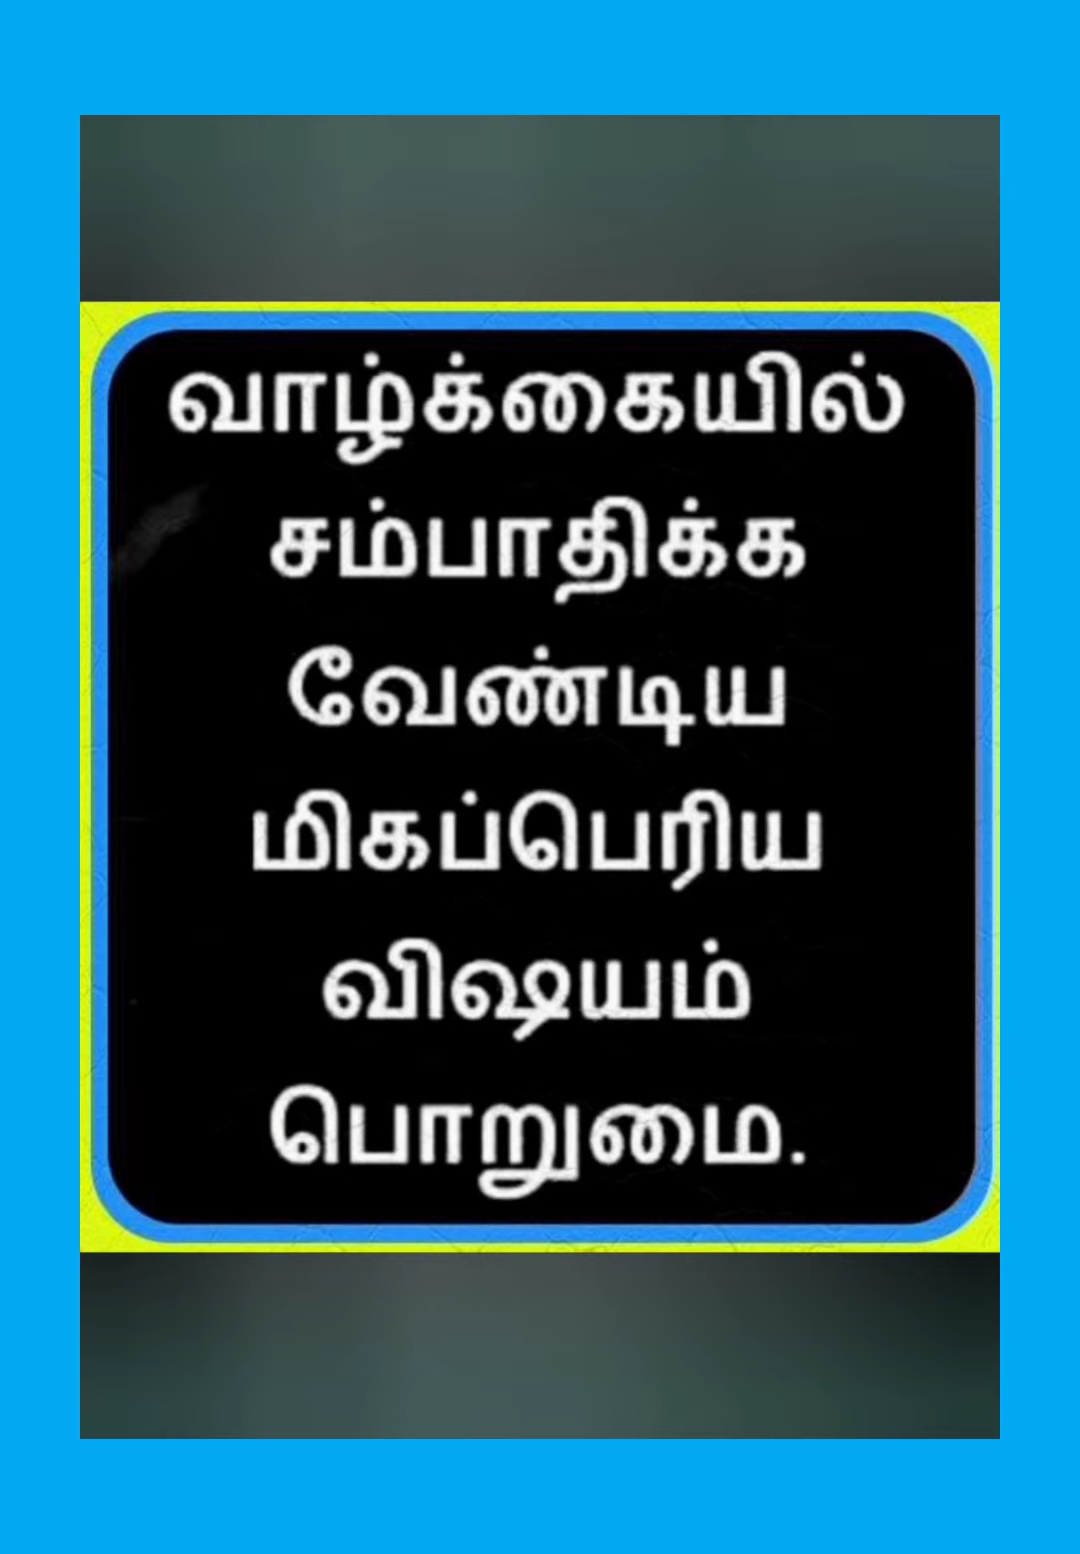 வாழ்க்கையில்
சம்பாதிக்க
வேண்டிய
மிகப்பெரிய
விஷயம்
பொறுமை.